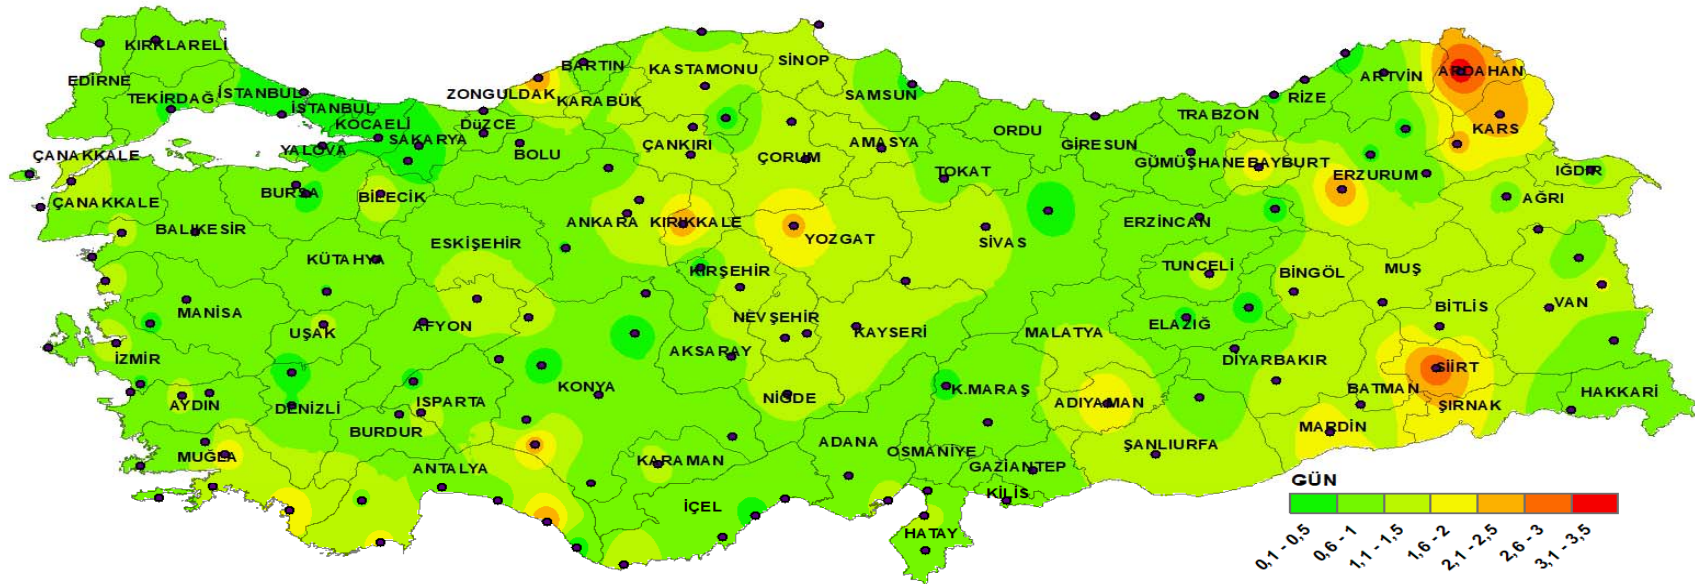 KIRKLARELİ
EDİRNE
TEKİRDAĞ
İSTANBUL
İSTANBUL
KOCAELİ
YALOVA
SAKARYA
ZONGULDAK
BARTIN
KARABÜK
DüZCE
BOLU
KASTAMONU
SİNOP
SAMSUN
ÇANKIRI
ÇORUM
AMASYA
TOKAT
ORDU
GİRESUN
TRABZON
RİZE
ARTVİN
ARDAHAN
KARS
GÜMÜŞHANE
BAYBURT
ERZURUM
IĞDIR
AĞRI
ÇANAKKALE
ÇANAKKALE
BURSA
BİLECİK
BALIKESİR
ESKİŞEHİR
KÜTAHYA
ANKARA
KIRIKKALE
YOZGAT
SİVAS
ERZİNCAN
TUNCELİ
BİNGÖL
MUŞ
BİTLİS
VAN
KIRŞEHİR
NEVŞEHİR
KAYSERİ
MALATYA
ELAZIĞ
DİYARBAKIR
MANİSA
UŞAK
AFYON
İZMİR
AKSARAY
KONYA
NİĞDE
K.MARAŞ
ADIYAMAN
BATMAN
SİİRT
ŞIRNAK
HAKKARİ
AYDIN
DENİZLİ
ISPARTA
BURDUR
MUĞLA
ANTALYA
KARAMAN
İÇEL
ADANA
OSMANİYE
GAZİANTEP
KİLİS
HATAY
ŞANLIURFA
MARDİN
GÜN
0,1 - 0,5
0,6 - 1
1,1 - 1,5
1,6 - 2
2,1 - 2,5
2,6 - 3
3,1 - 3,5